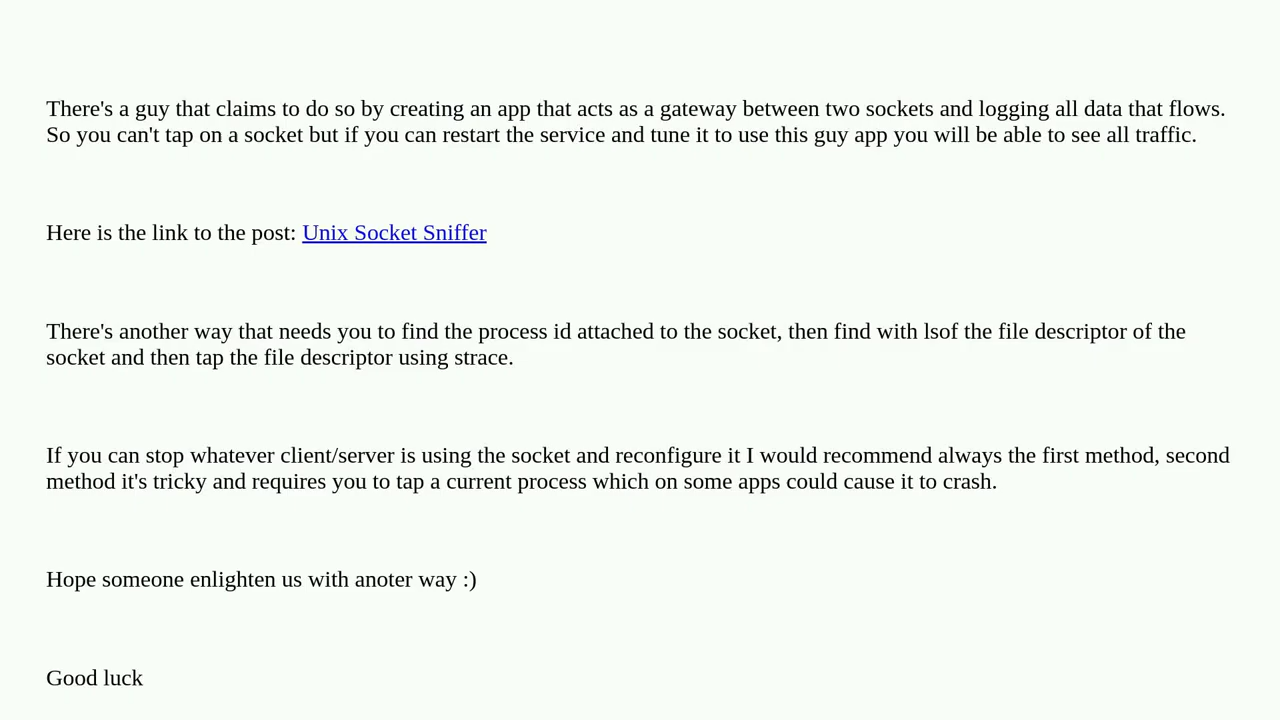 There's a guy that claims to do so by creating an app that acts as a gateway between two sockets and logging all data that flows.
So you can't tap on a socket but if you can restart the service and tune it to use this guy app you will be able to see all traffic.
Here is the link to the post: Unix Socket Sniffer
There's another way that needs you to find the process id attached to the socket, then find with lsof the file descriptor of the
socket and then tap the file descriptor using strace.
If you can stop whatever client/server is using the socket and reconfigure it I would recommend always the first method, second
method it's tricky and requires you to tap a current process which on some apps could cause it to crash.
Hope someone enlighten us with anoter way :)
Good luck